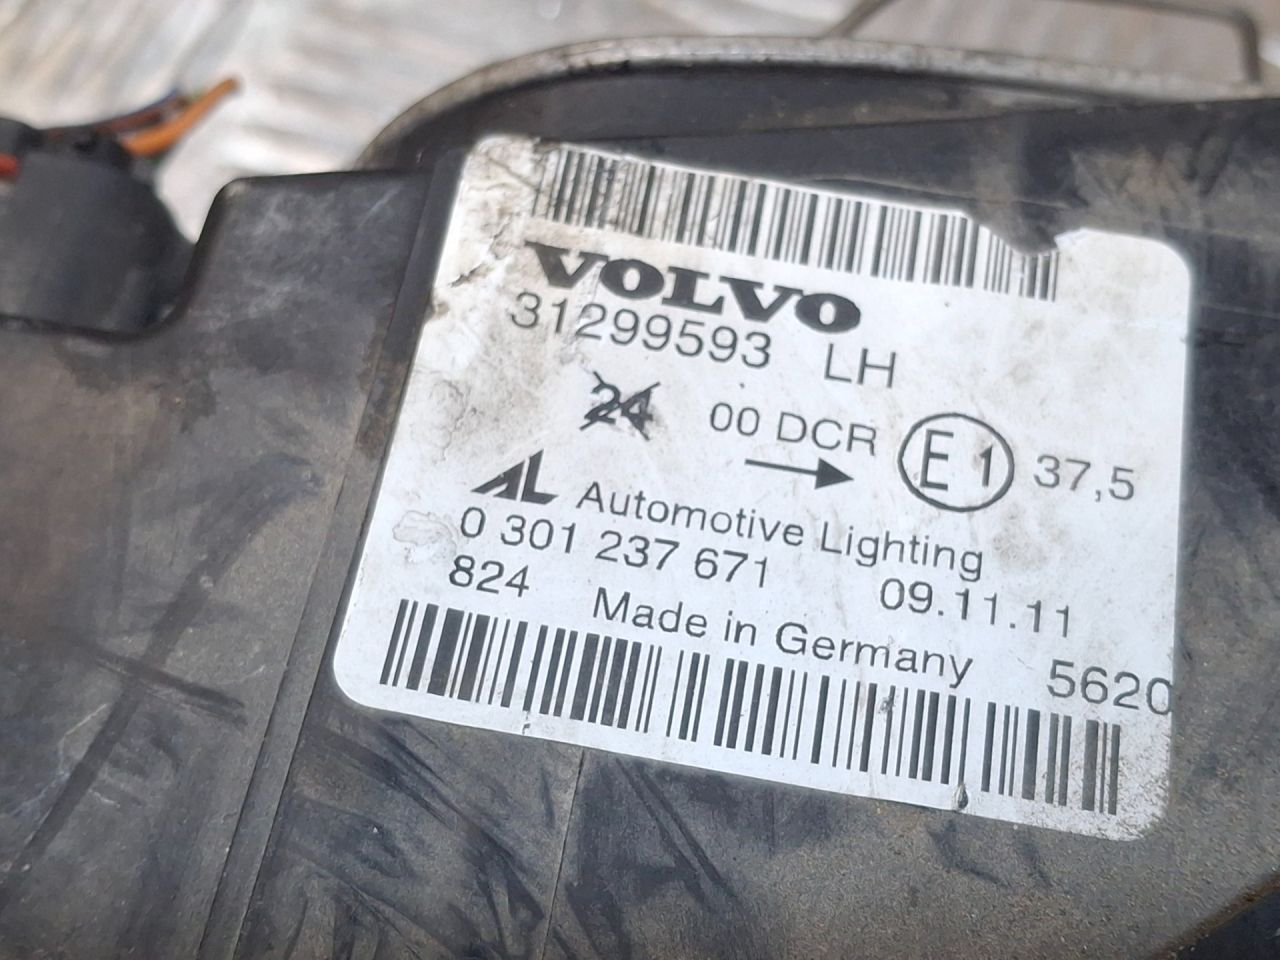 VOLVO
31299593 LH
24 00 DCR E1 37,5
AL Automotive Lighting
0 301 237 671 09.11.11
824 Made in Germany 5620